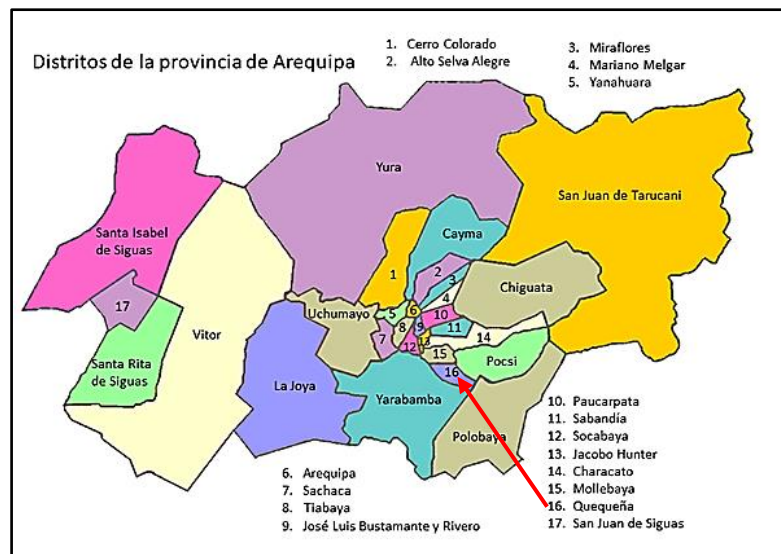 Distritos de la provincia de Arequipa
1. Cerro Colorado
2. Alto Selva Alegre
3. Miraflores
4. Mariano Melgar
5. Yanahuara
Yura
San Juan de Tarucani
Santa Isabel
de Siguas
Cayma
2
3
1
4
Chiguata
17
Uchumayo
5
6
10
9
11
8
14
Vitor
7
12
13
15
Pocsi
Santa Rita
de Siguas
16
La Joya
Yarabamba
Polobaya
6. Arequipa
7. Sachaca
8. Tiabaya
9. José Luis Bustamante y Rivero
10. Paucarpata
11. Sabandía
12. Socabaya
13. Jacobo Hunter
14. Characato
15. Mollebaya
16. Quequeña
17. San Juan de Siguas